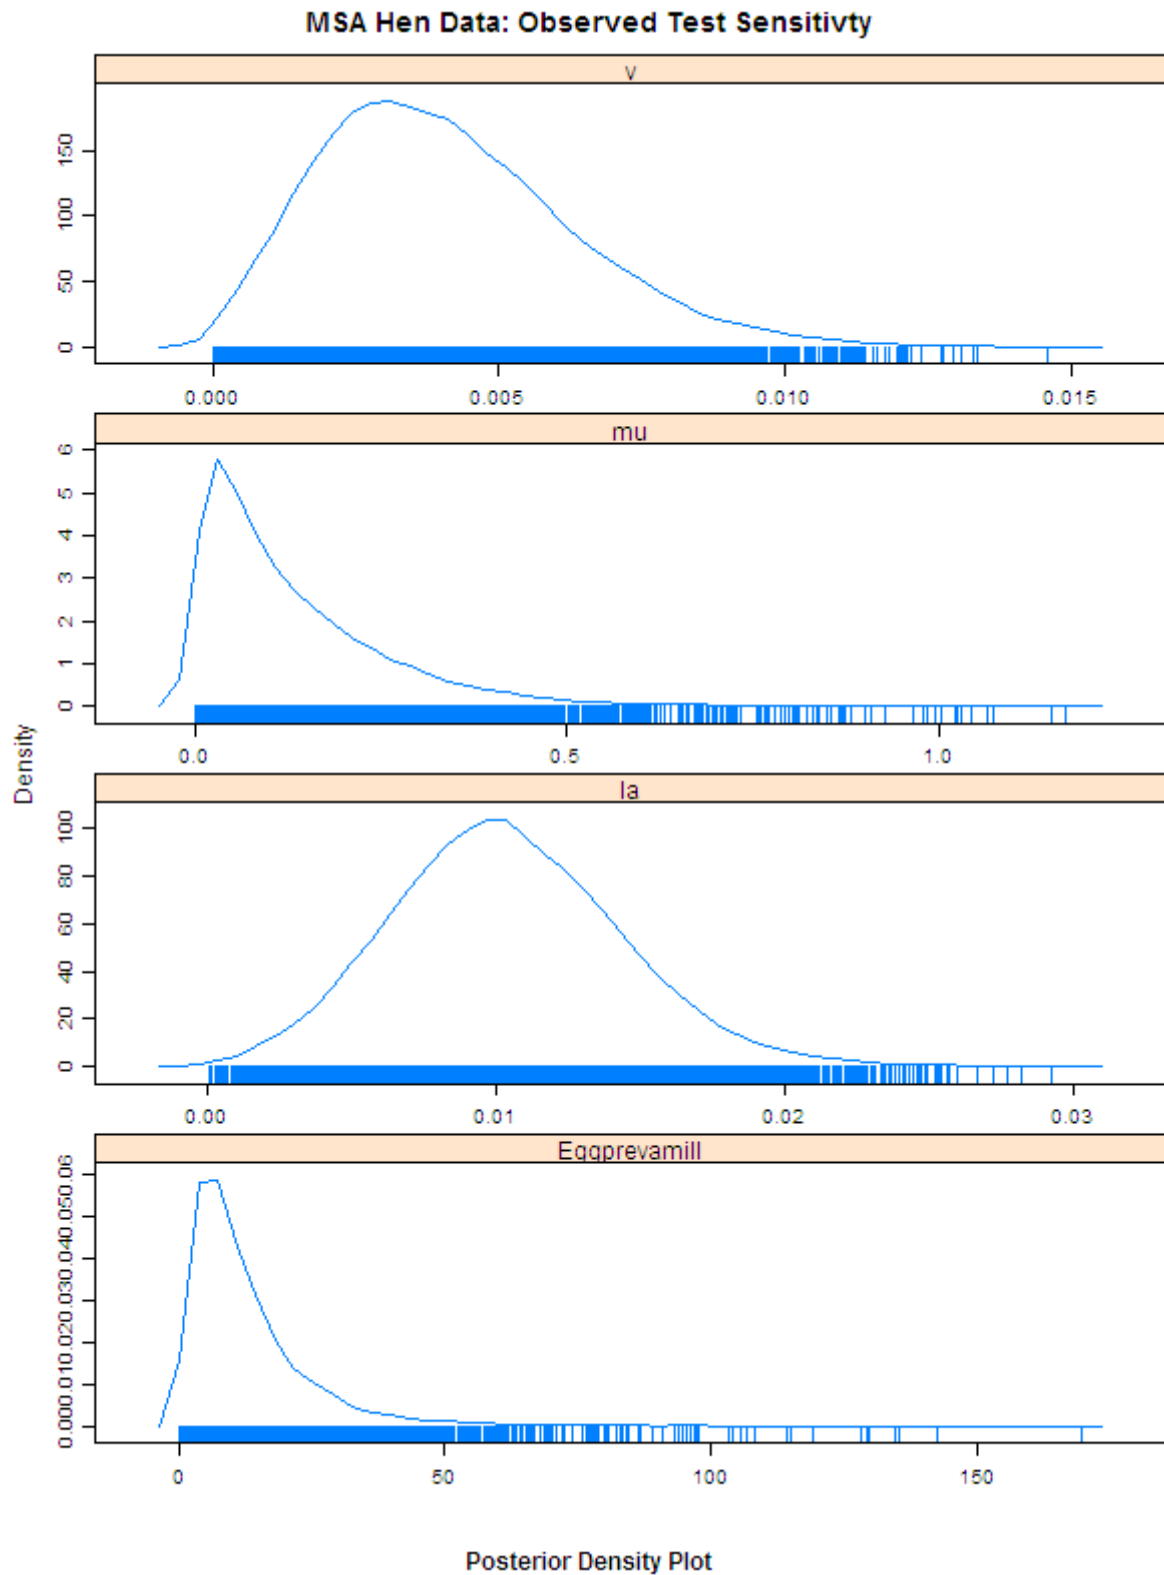 MSA Hen Data: Observed Test Sensitivty
v
150
100
50
0
0.000 0.005 0.010 0.015
mu
6
5
4
3
2
1
0
0.0 0.5 1.0
Density
la
100
80
60
40
20
0
0.00 0.01 0.02 0.03
Eggprevamill
0.000.010.020.030.040.050.06
0 50 100 150
Posterior Density Plot